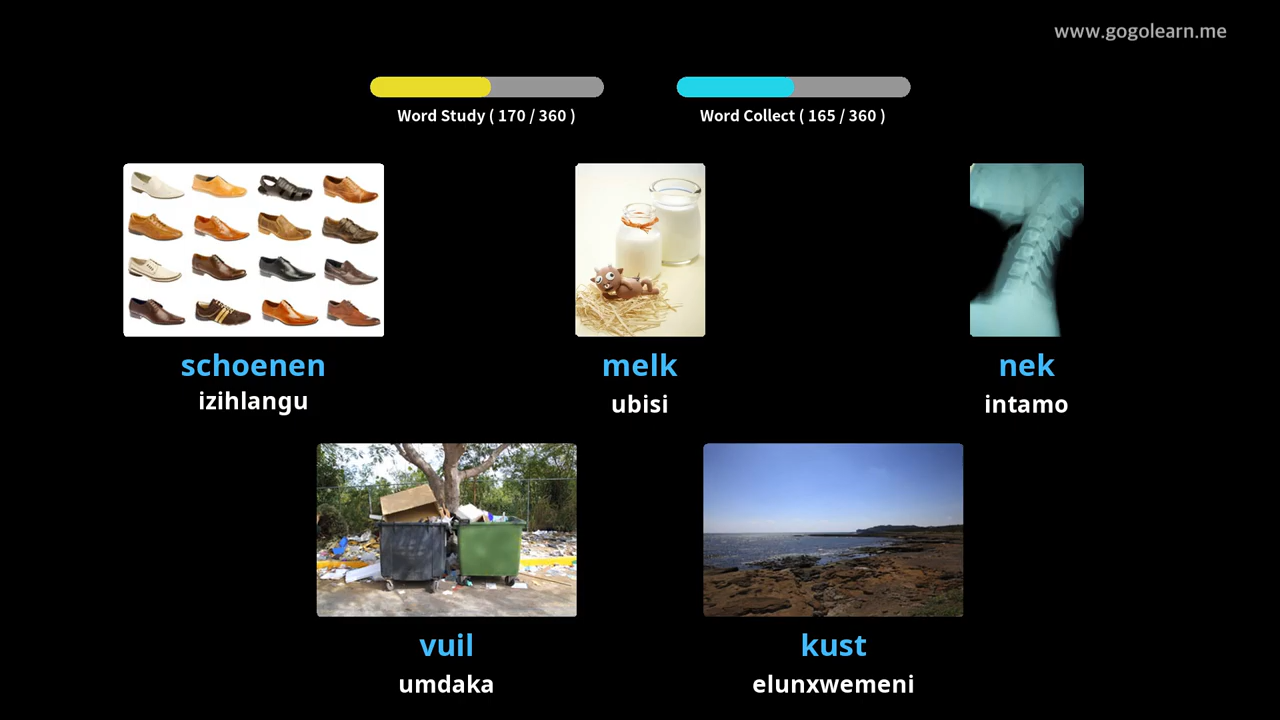 www.gogolearn.me
Word Study ( 170 / 360 )
Word Collect ( 165 / 360 )
schoenen
izihlangu
melk
ubisi
nek
intamo
vuil
umdaka
kust
elunxwemeni